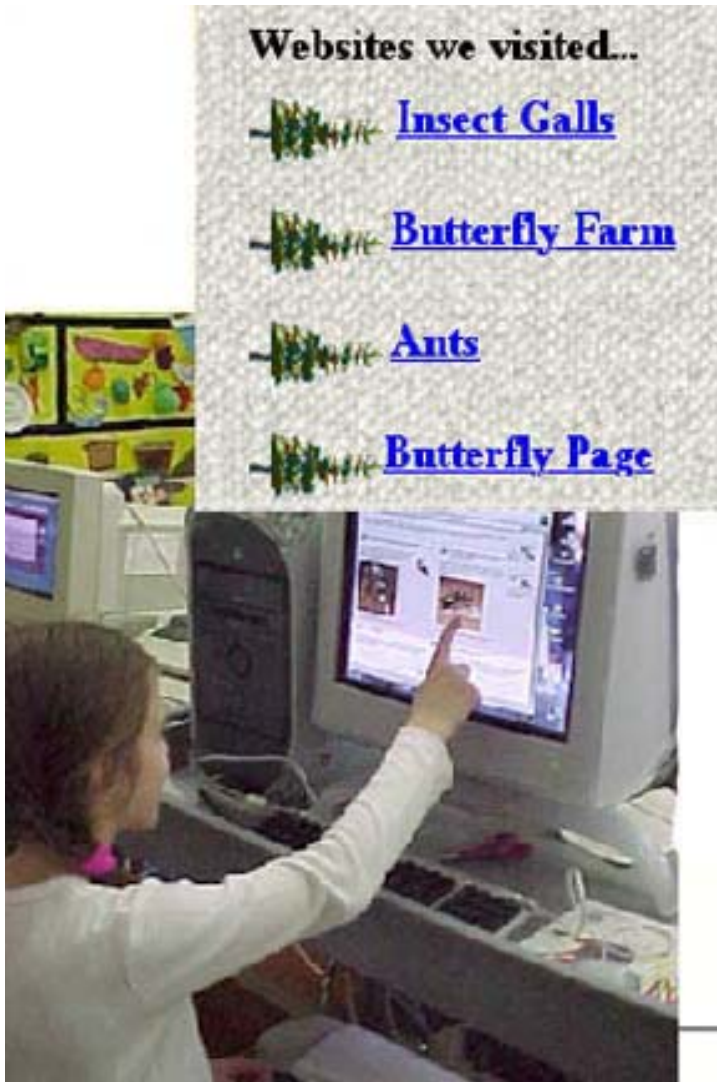 Websites we visited...
Insect Galls
Butterfly Farm
Ants
Butterfly Page